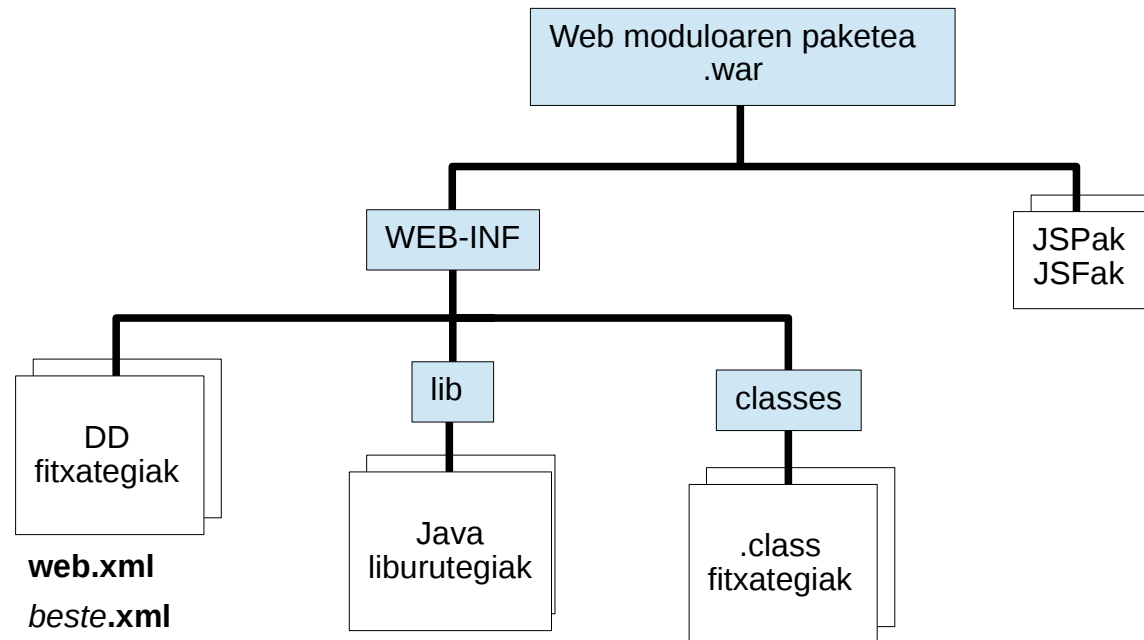 Web moduloaren paketea
.war
WEB-INF
JSPak
JSFak
lib
classes
DD
fitxategiak
Java
liburutegiak
.class
fitxategiak
web.xml
beste.xml